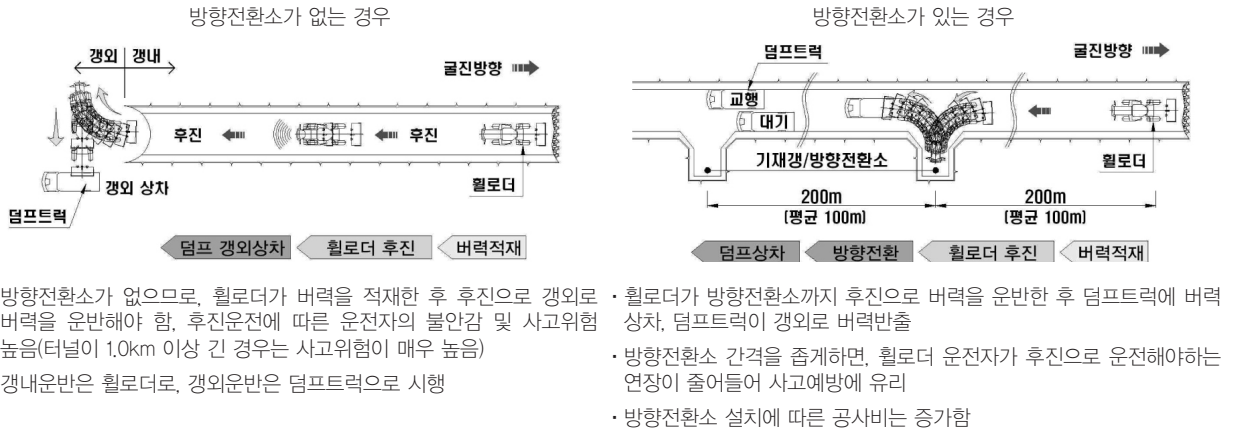 방향전환소가 없는 경우
갱외 갱내
굴진방향
후진
후진
휠로더
갱외 상차
덤프트럭
덤프 갱외상차 휠로더 후진 버력적재
방향전환소가 없으므로, 휠로더가 버력을 적재한 후 후진으로 갱외로
버력을 운반해야 함, 후진운전에 따른 운전자의 불안감 및 사고위험
높음(터널이 1.0km 이상 긴 경우는 사고위험이 매우 높음)
갱내운반은 휠로더로, 갱외운반은 덤프트럭으로 시행
방향전환소가 있는 경우
덤프트럭
굴진방향
교행
대기
기재갱/방향전환소
휠로더
200m 200m
(평균 100m) (평균 100m)
덤프상차 방향전환 휠로더 후진 버력적재
· 휠로더가 방향전환소까지 후진으로 버력을 운반한 후 덤프트럭에 버력
상차, 덤프트럭이 갱외로 버력반출
· 방향전환소 간격을 좁게하면, 휠로더 운전자가 후진으로 운전해야하는
연장이 줄어들어 사고예방에 유리
· 방향전환소 설치에 따른 공사비는 증가함